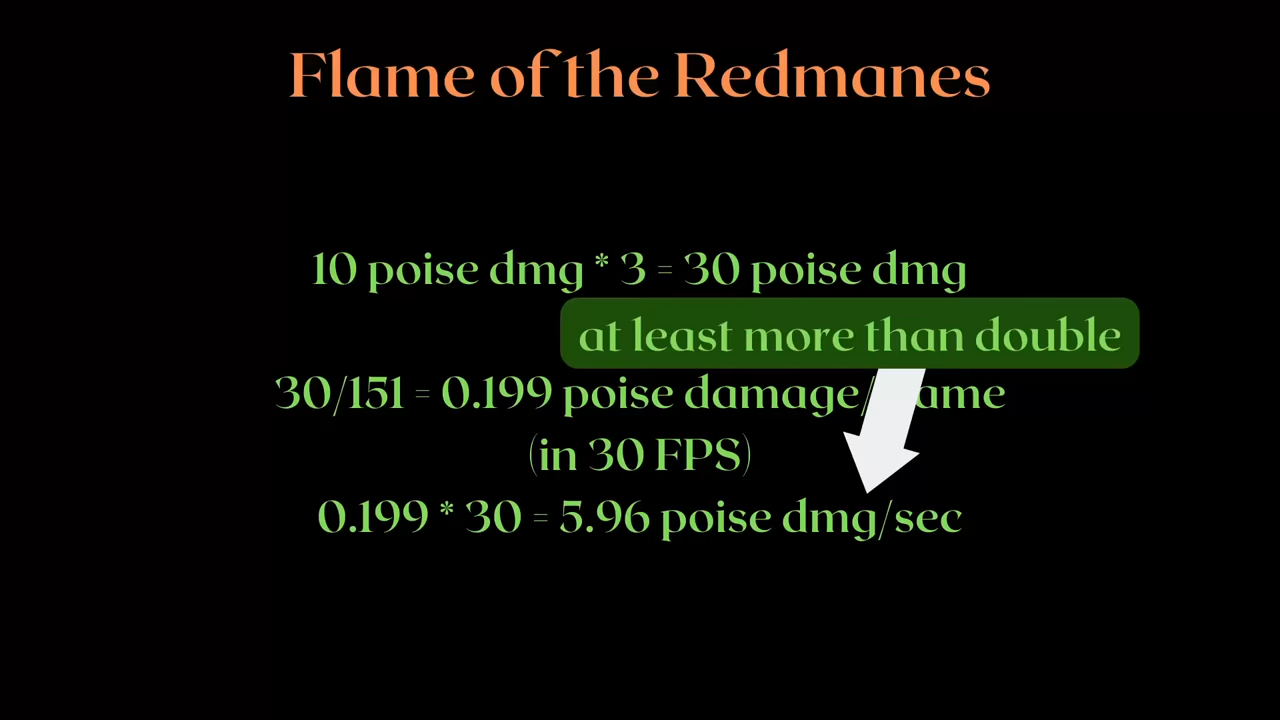 Flame of the Redmanes
10 poise dmg * 3 = 30 poise dmg
at least more than double
30/151 = 0.199 poise damage/
(in 30 FPS)
0.199 * 30 = 5.96 poise dmg/sec